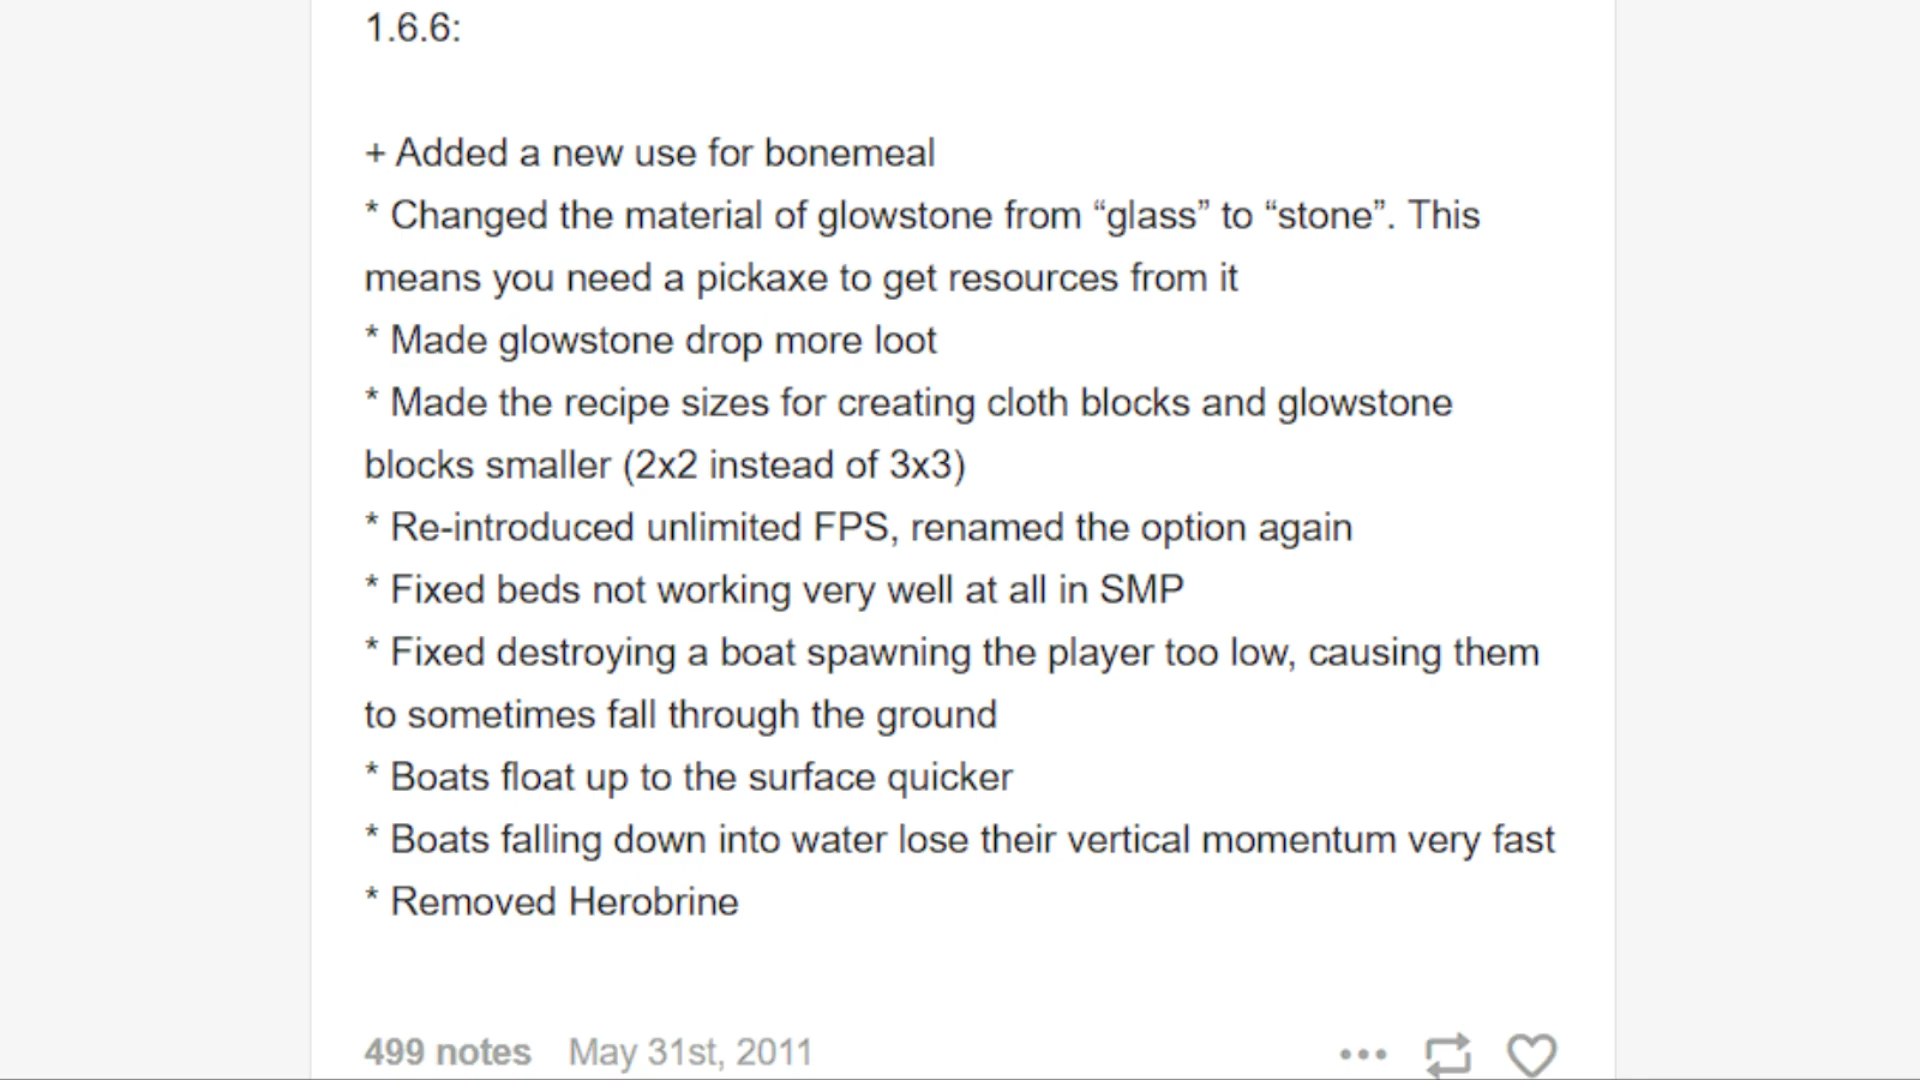 1.6.6:
+ Added a new use for bonemeal
* Changed the material of glowstone from “glass” to “stone”. This
means you need a pickaxe to get resources from it
* Made glowstone drop more loot
* Made the recipe sizes for creating cloth blocks and glowstone
blocks smaller (2x2 instead of 3x3)
* Re-introduced unlimited FPS, renamed the option again
* Fixed beds not working very well at all in SMP
* Fixed destroying a boat spawning the player too low, causing them
to sometimes fall through the ground
* Boats float up to the surface quicker
* Boats falling down into water lose their vertical momentum very fast
* Removed Herobrine
499 notes May 31st, 2011